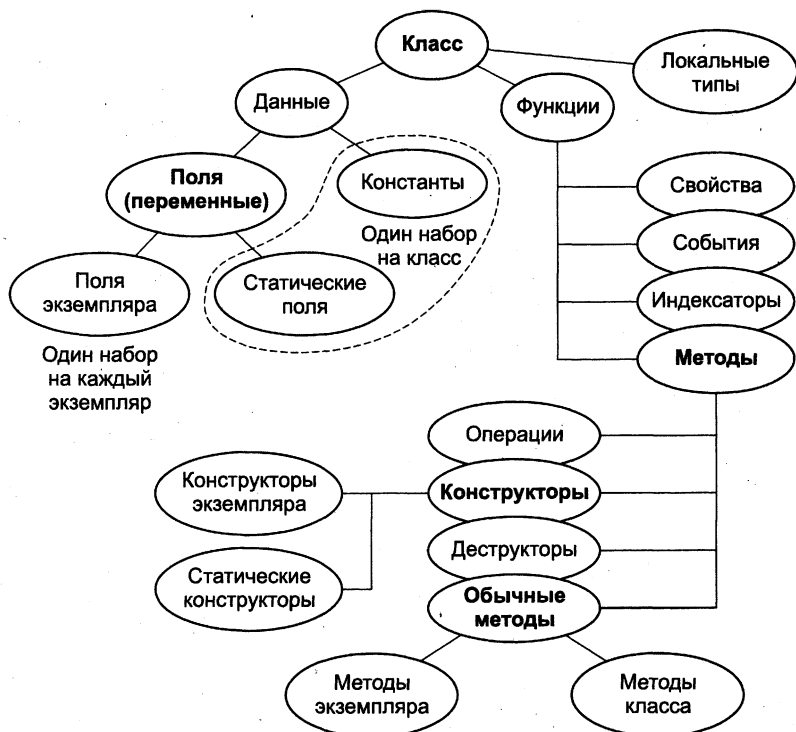 Класс
Локальные
типы
Данные
Функции
Поля
(переменные)
Константы
Свойства
Один набор
на класс
События
Поля
экземпляра
Статические
поля
Индексаторы
Один набор
на каждый
экземпляр
Методы
Операции
Конструкторы
экземпляра
Конструкторы
Деструкторы
Статические
конструкторы
Обычные
методы
Методы
экземпляра
Методы
класса